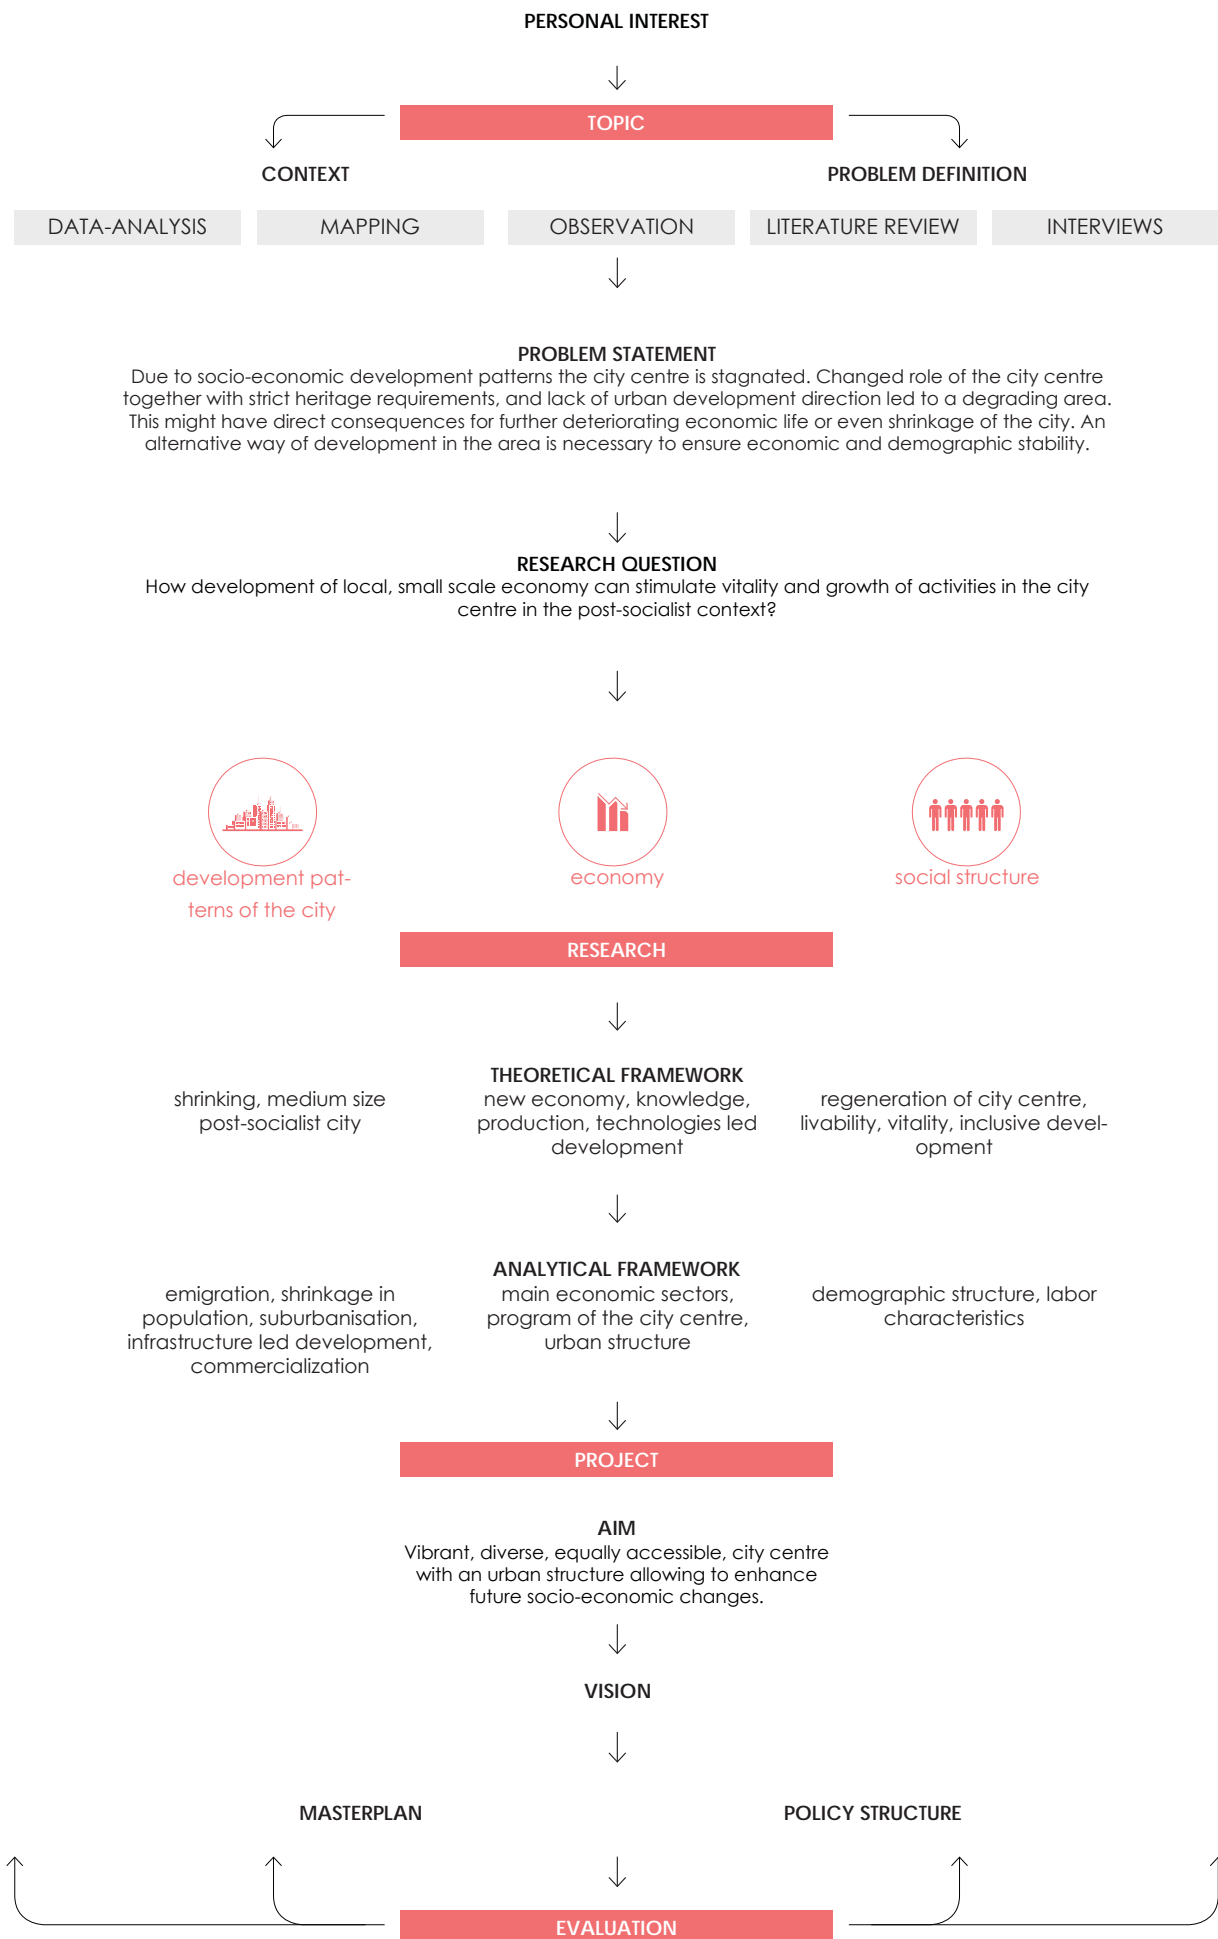 PERSONAL INTEREST
TOPIC
CONTEXT
PROBLEM DEFINITION
DATA-ANALYSIS
MAPPING
OBSERVATION
LITERATURE REVIEW
INTERVIEWS
PROBLEM STATEMENT
Due to socio-economic development patterns the city centre is stagnated. Changed role of the city centre
together with strict heritage requirements, and lack of urban development direction led to a degrading area.
This might have direct consequences for further deteriorating economic life or even shrinkage of the city. An
alternative way of development in the area is necessary to ensure economic and demographic stability.
RESEARCH QUESTION
How development of local, small scale economy can stimulate vitality and growth of activities in the city
centre in the post-socialist context?
development pat-
terns of the city
economy
social structure
RESEARCH
THEORETICAL FRAMEWORK
shrinking, medium size
post-socialist city
new economy, knowledge,
production, technologies led
development
regeneration of city centre,
livability, vitality, inclusive devel-
opment
ANALYTICAL FRAMEWORK
emigration, shrinkage in
population, suburbanisation,
infrastructure led development,
commercialization
main economic sectors,
program of the city centre,
urban structure
demographic structure, labor
characteristics
PROJECT
AIM
Vibrant, diverse, equally accessible, city centre
with an urban structure allowing to enhance
future socio-economic changes.
VISION
MASTERPLAN
POLICY STRUCTURE
EVALUATION